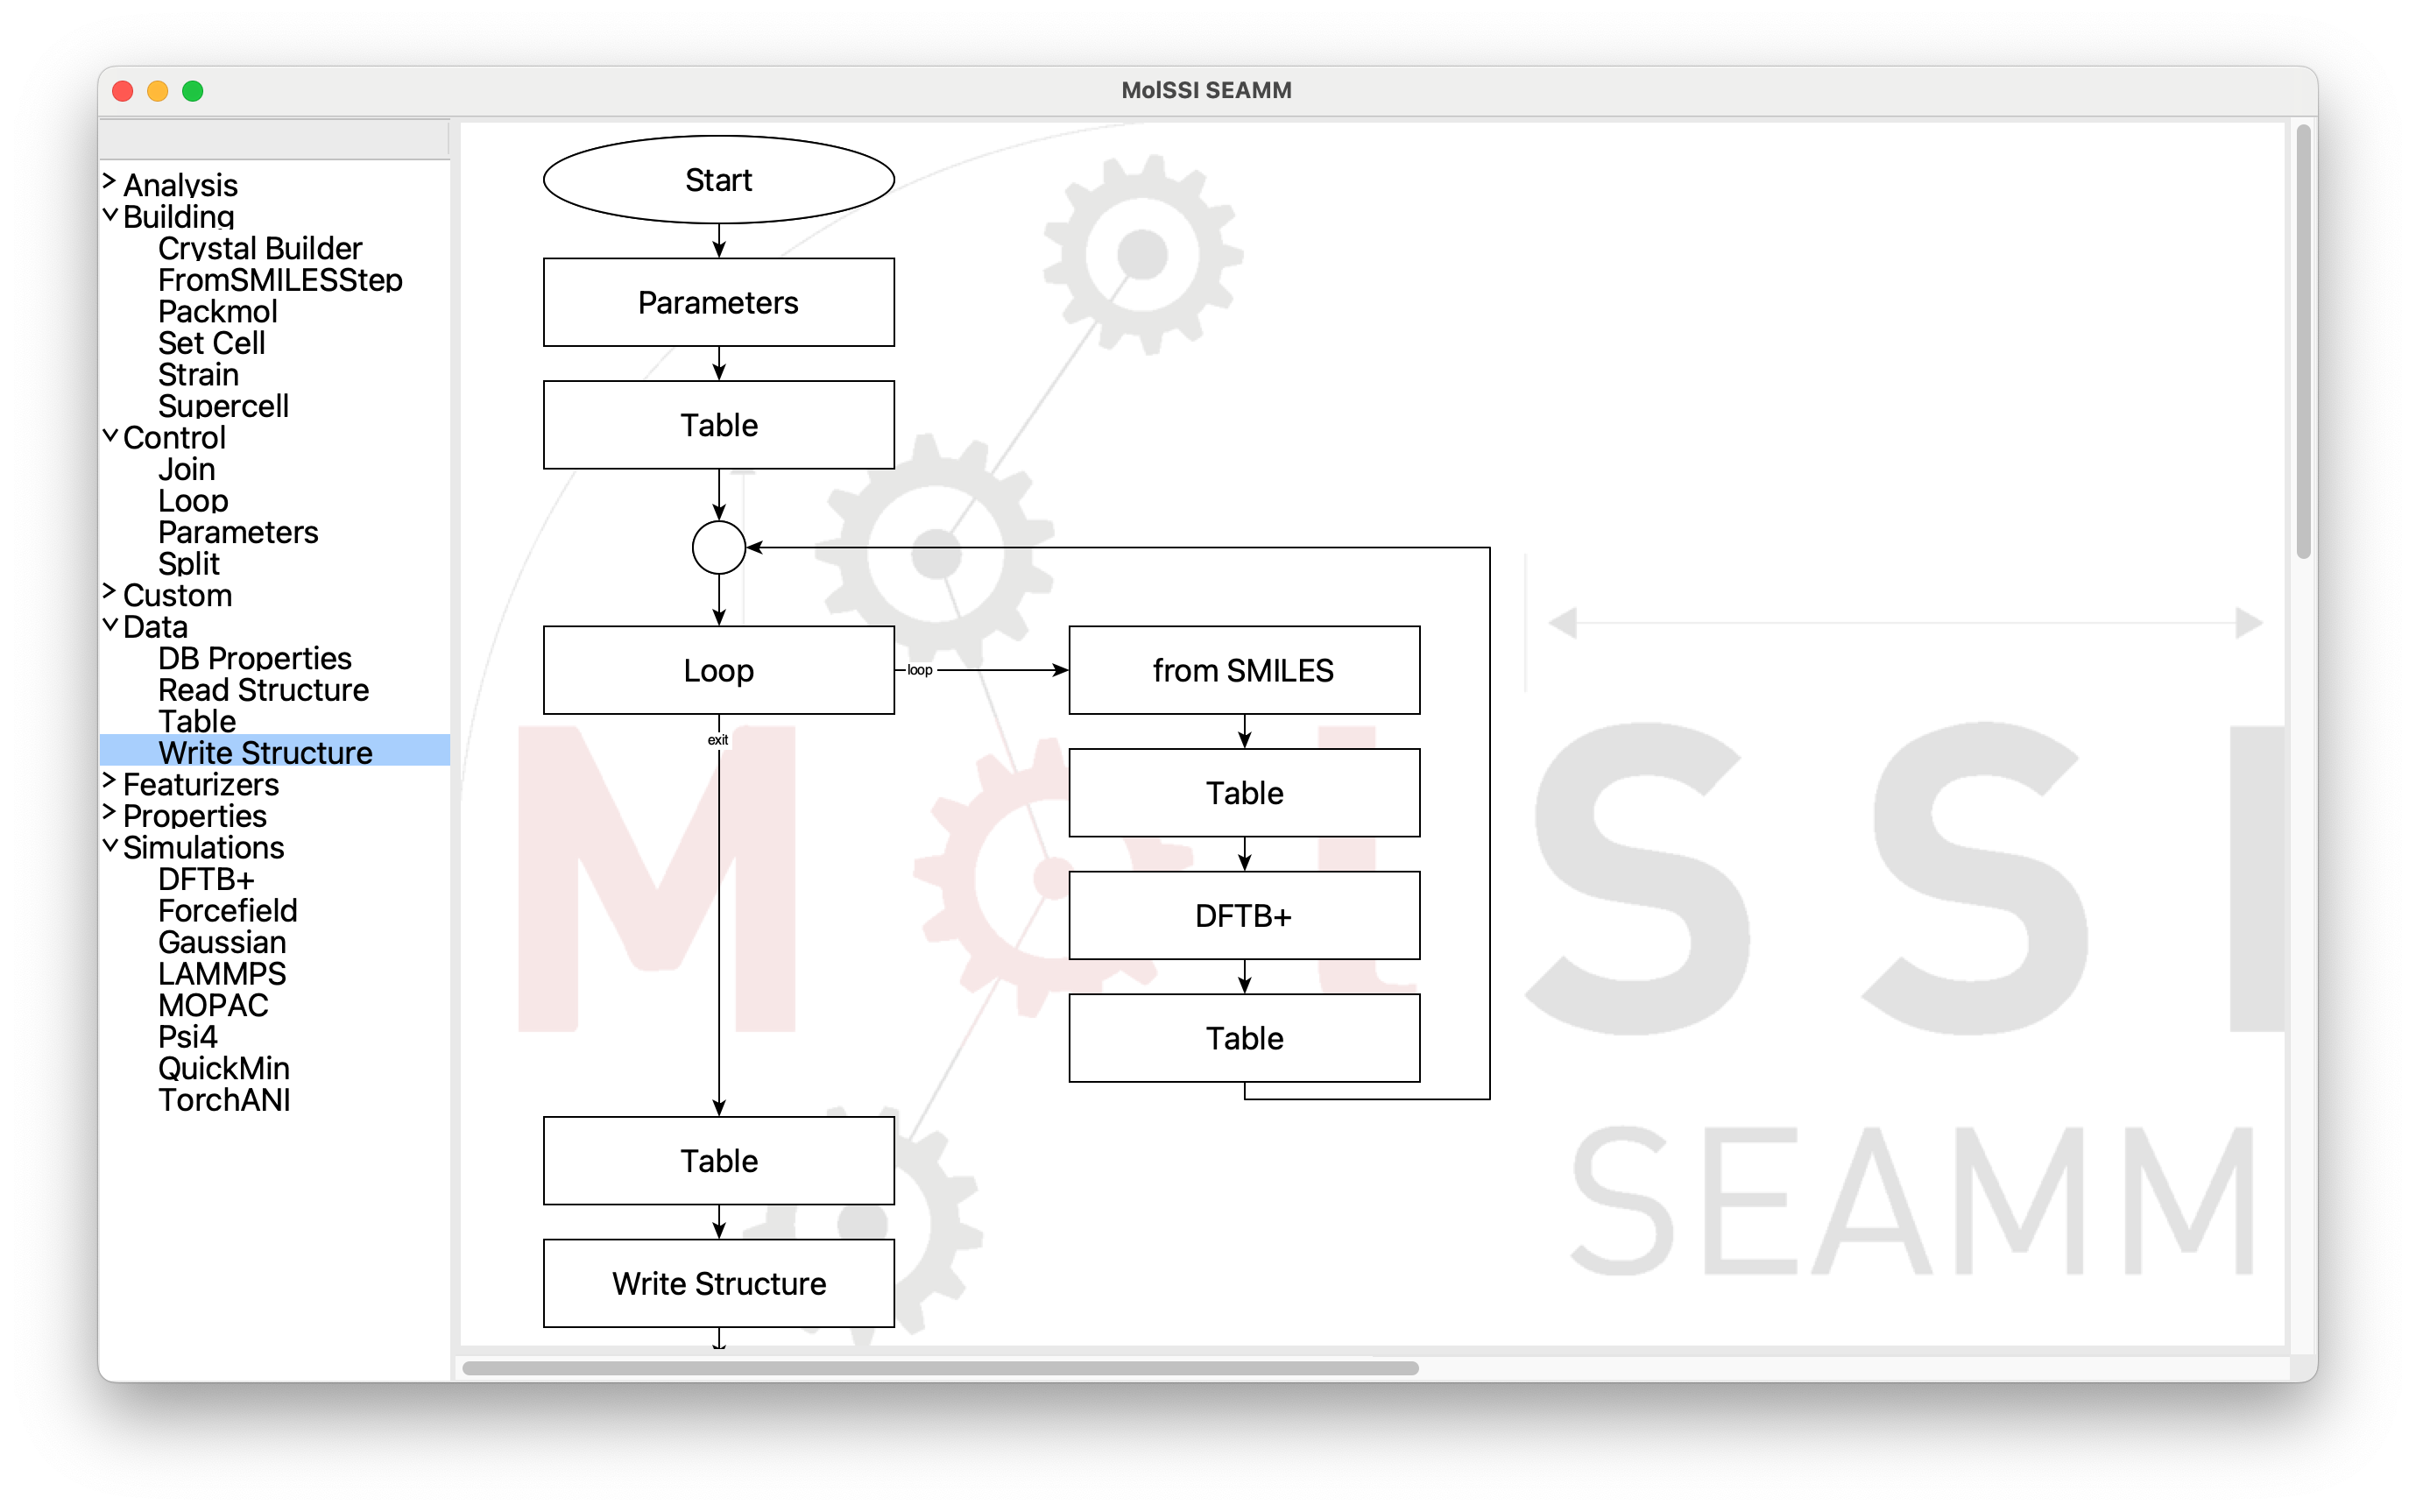 MolSSI SEAMM
Analysis
Building
Crystal Builder
FromSMILESStep
Packmol
Set Cell
Strain
Supercell
Control
Join
Loop
Parameters
Split
Custom
Data
DB Properties
Read Structure
Table
Write Structure
Featurizers
Properties
Simulations
DFTB+
Forcefield
Gaussian
LAMMPS
MOPAC
Psi4
QuickMin
TorchANI
Start
Parameters
Table
Loop
loop
exit
from SMILES
Table
DFTB+
Table
Table
Write Structure
MolSSI
SEAMM